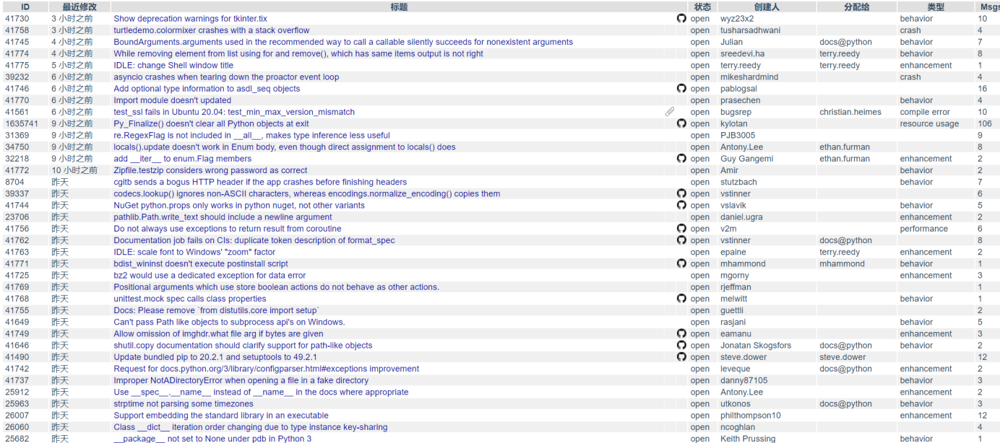 ID 最近修改 标题 状态 创建人 分配给 类型 Msgs
41730 3 小时之前 Show deprecation warnings for tkinter.tix open wyz23x2 behavior 10
41758 3 小时之前 turtledemo.colormixer crashes with a stack overflow open tusharsadhwani crash 4
41745 4 小时之前 BoundArguments.arguments used in the recommended way to call a callable silently succeeds for nonexistent arguments open Julian docs@python behavior 7
41774 4 小时之前 While removing element from list using for and remove(), which has same items output is not right open sreedevi.ha terry.reedy behavior 8
41775 5 小时之前 IDLE: change Shell window title open terry.reedy terry.reedy enhancement 1
39232 6 小时之前 asyncio crashes when tearing down the proactor event loop open mikeshardmind crash 4
41746 6 小时之前 Add optional type information to asdl_seq objects open pablogsal 16
41770 6 小时之前 Import module doesn't updated open prasechen behavior 4
41561 6 小时之前 test_ssl fails in Ubuntu 20.04: test_min_max_version_mismatch open bugsrep christian.heimes compile error 10
1635741 9 小时之前 Py_Finalize() doesn't clear all Python objects at exit open kylotan resource usage 106
31369 9 小时之前 re.RegexFlag is not included in __all__, makes type inference less useful open PJB3005 9
34750 9 小时之前 locals().update doesn't work in Enum body, even though direct assignment to locals() does open Antony.Lee ethan.furman 8
32218 9 小时之前 add __iter__ to enum.Flag members open Guy Gangemi ethan.furman enhancement 2
41772 10 小时之前 Zipfile.testzip considers wrong password as correct open Amir behavior 2
8704 昨天 cgitb sends a bogus HTTP header if the app crashes before finishing headers open stutzbach behavior 7
39337 昨天 codecs.lookup() ignores non-ASCII characters, whereas encodings.normalize_encoding() copies them open vstinner 6
41744 昨天 NuGet python.props only works in python nuget, not other variants open vslavik behavior 5
23706 昨天 pathlib.Path.write_text should include a newline argument open daniel.ugra enhancement 2
41756 昨天 Do not always use exceptions to return result from coroutine open v2m performance 6
41762 昨天 Documentation job fails on CIs: duplicate token description of format_spec open vstinner docs@python 8
41763 昨天 IDLE: scale font to Windows' "zoom" factor open epaine terry.reedy enhancement 2
41771 昨天 bdist_wininst doesn't execute postinstall script open mhammond mhammond behavior 1
41725 昨天 bz2 would use a dedicated exception for data error open mgorny enhancement 3
41769 昨天 Positional arguments which use store boolean actions do not behave as other actions. open rjeffman 1
41768 昨天 unittest.mock spec calls class properties open melwitt behavior 1
41755 昨天 Docs: Please remove `from distutils.core import setup` open guettli 2
41649 昨天 Can't pass Path like objects to subprocess api's on Windows. open rasjani behavior 5
41749 昨天 Allow omission of imghdr.what file arg if bytes are given open eamanu enhancement 3
41646 昨天 shutil.copy documentation should clarify support for path-like objects open Jonatan Skogsfors docs@python behavior 2
41490 昨天 Update bundled pip to 20.2.1 and setuptools to 49.2.1 open steve.dower steve.dower 12
41742 昨天 Request for docs.python.org/3/library/configparser.html#exceptions improvement open leveque docs@python enhancement 2
41737 昨天 Improper NotADirectoryError when opening a file in a fake directory open danny87105 behavior 3
25912 昨天 Use __spec__.__name__ instead of __name__ in the docs where appropriate open Antony.Lee enhancement 2
25963 昨天 strptime not parsing some timezones open utkonos docs@python behavior 3
26007 昨天 Support embedding the standard library in an executable open philthompson10 enhancement 12
26060 昨天 Class __dict__ iteration order changing due to type instance key-sharing open ncoghlan 4
25682 昨天 __package__ not set to None under pdb in Python 3 open Keith Prussing behavior 1